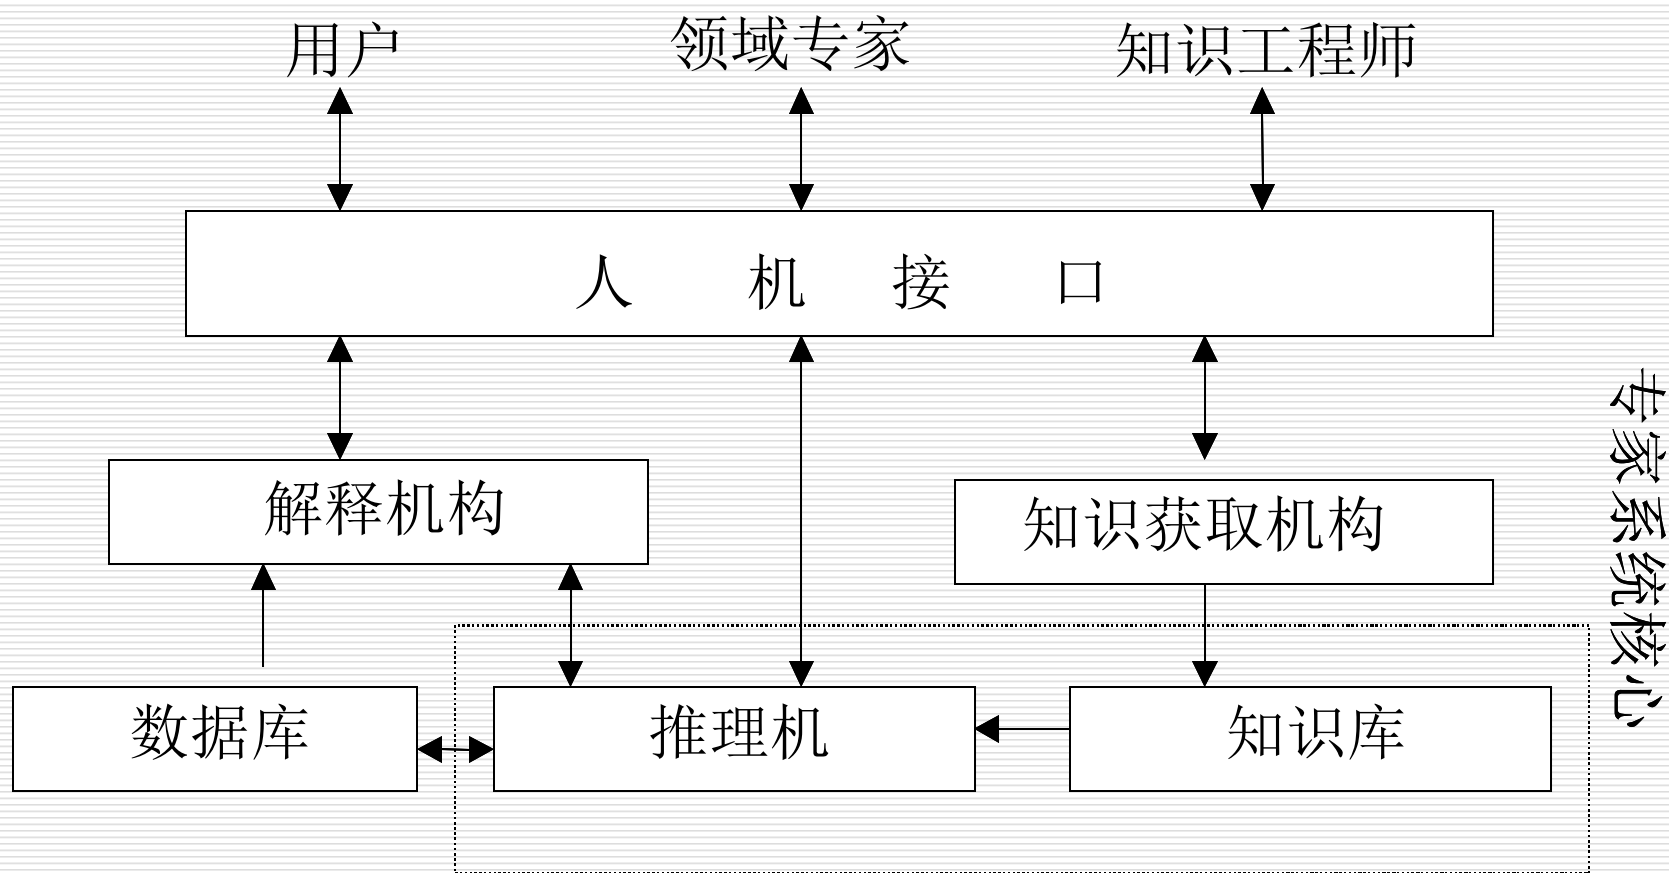 用户
领域专家
知识工程师
人 机 接 口
解释机构
知识获取机构
专家系统核心
数据库
推理机
知识库